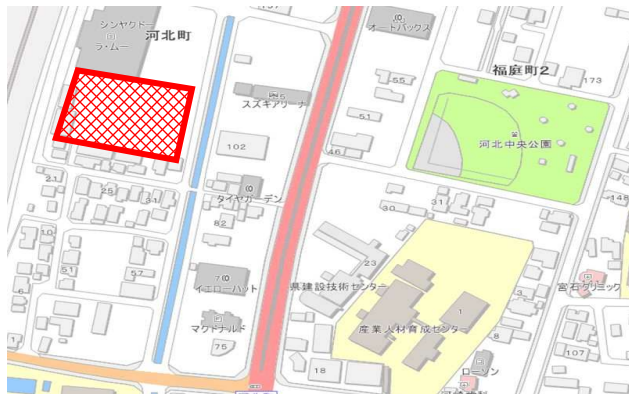 シンヤクドー
ラ・ムー
河北町
オートバックス
福庭町2
173
55
スズキアリーナ
51
河北中央公園
102
46
21
25
31
タイヤガーデン
148
30
31
82
10
23
51
57
イエローハット
県建設技術センター
宮石クリニック
6
3
1
マクドナルド
産業人材育成センター
8
1
75
107
18
ローソン